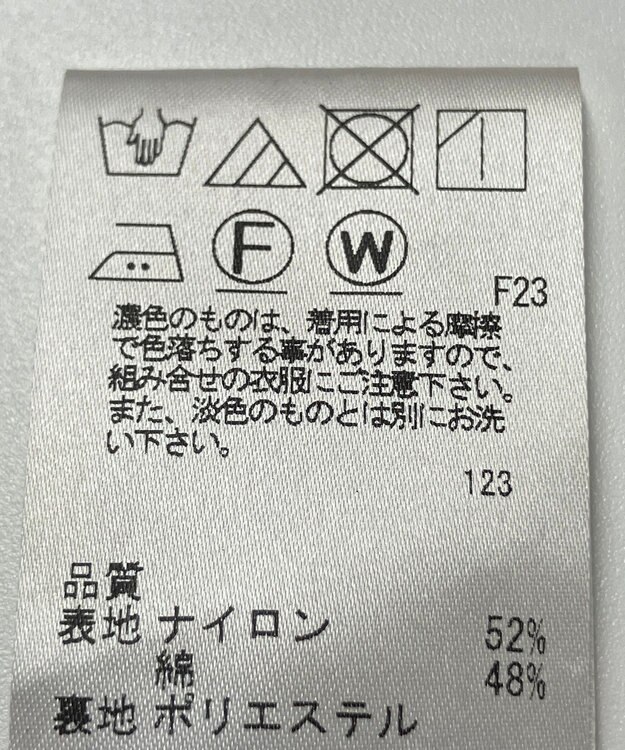 F W
F23
濃色のものは、着用による摩擦
で色落ちする事がありますので、
組み合せの衣服にご注意下さい。
また、淡色のものとは別にお洗
い下さい。
123
品質
表地 ナイロン 52%
綿 48%
裏地 ポリエステル